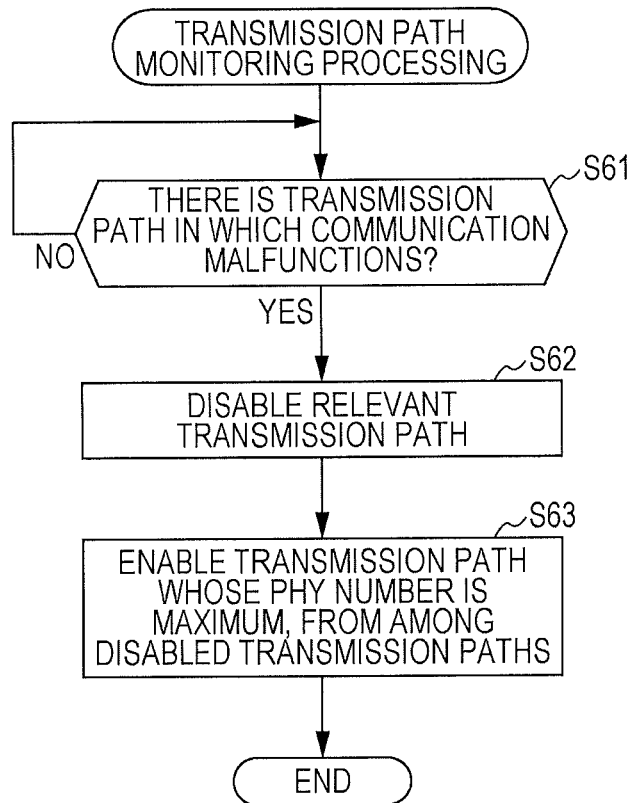 TRANSMISSION PATH
MONITORING PROCESSING
S61
THERE IS TRANSMISSION
PATH IN WHICH COMMUNICATION
MALFUNCTIONS?
NO
YES
S62
DISABLE RELEVANT
TRANSMISSION PATH
S63
ENABLE TRANSMISSION PATH
WHOSE PHY NUMBER IS
MAXIMUM, FROM AMONG
DISABLED TRANSMISSION PATHS
END